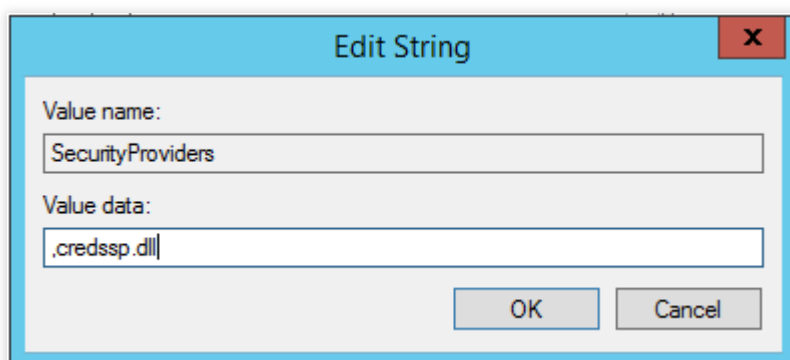 Edit String
x
Value name:
SecurityProviders
Value data:
,credssp.dll
OK
Cancel